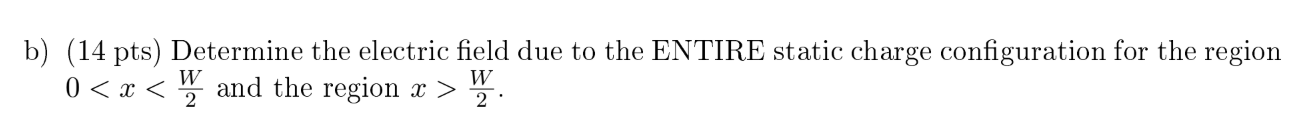 b) (14 pts) Determine the electric field due to the ENTIRE static charge configuration for the region
0 < x < W/2 and the region x > W/2.